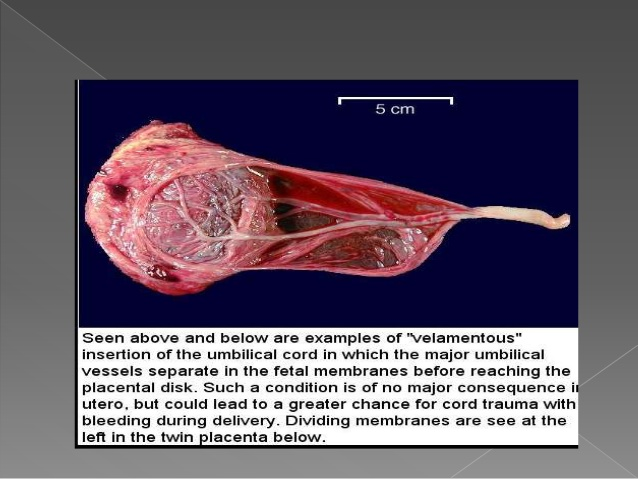 5 cm
Seen above and below are examples of "velamentous"
insertion of the umbilical cord in which the major umbilical
vessels separate in the fetal membranes before reaching the
placental disk. Such a condition is of no major consequence in
utero, but could lead to a greater chance for cord trauma with
bleeding during delivery. Dividing membranes are see at the
left in the twin placenta below.